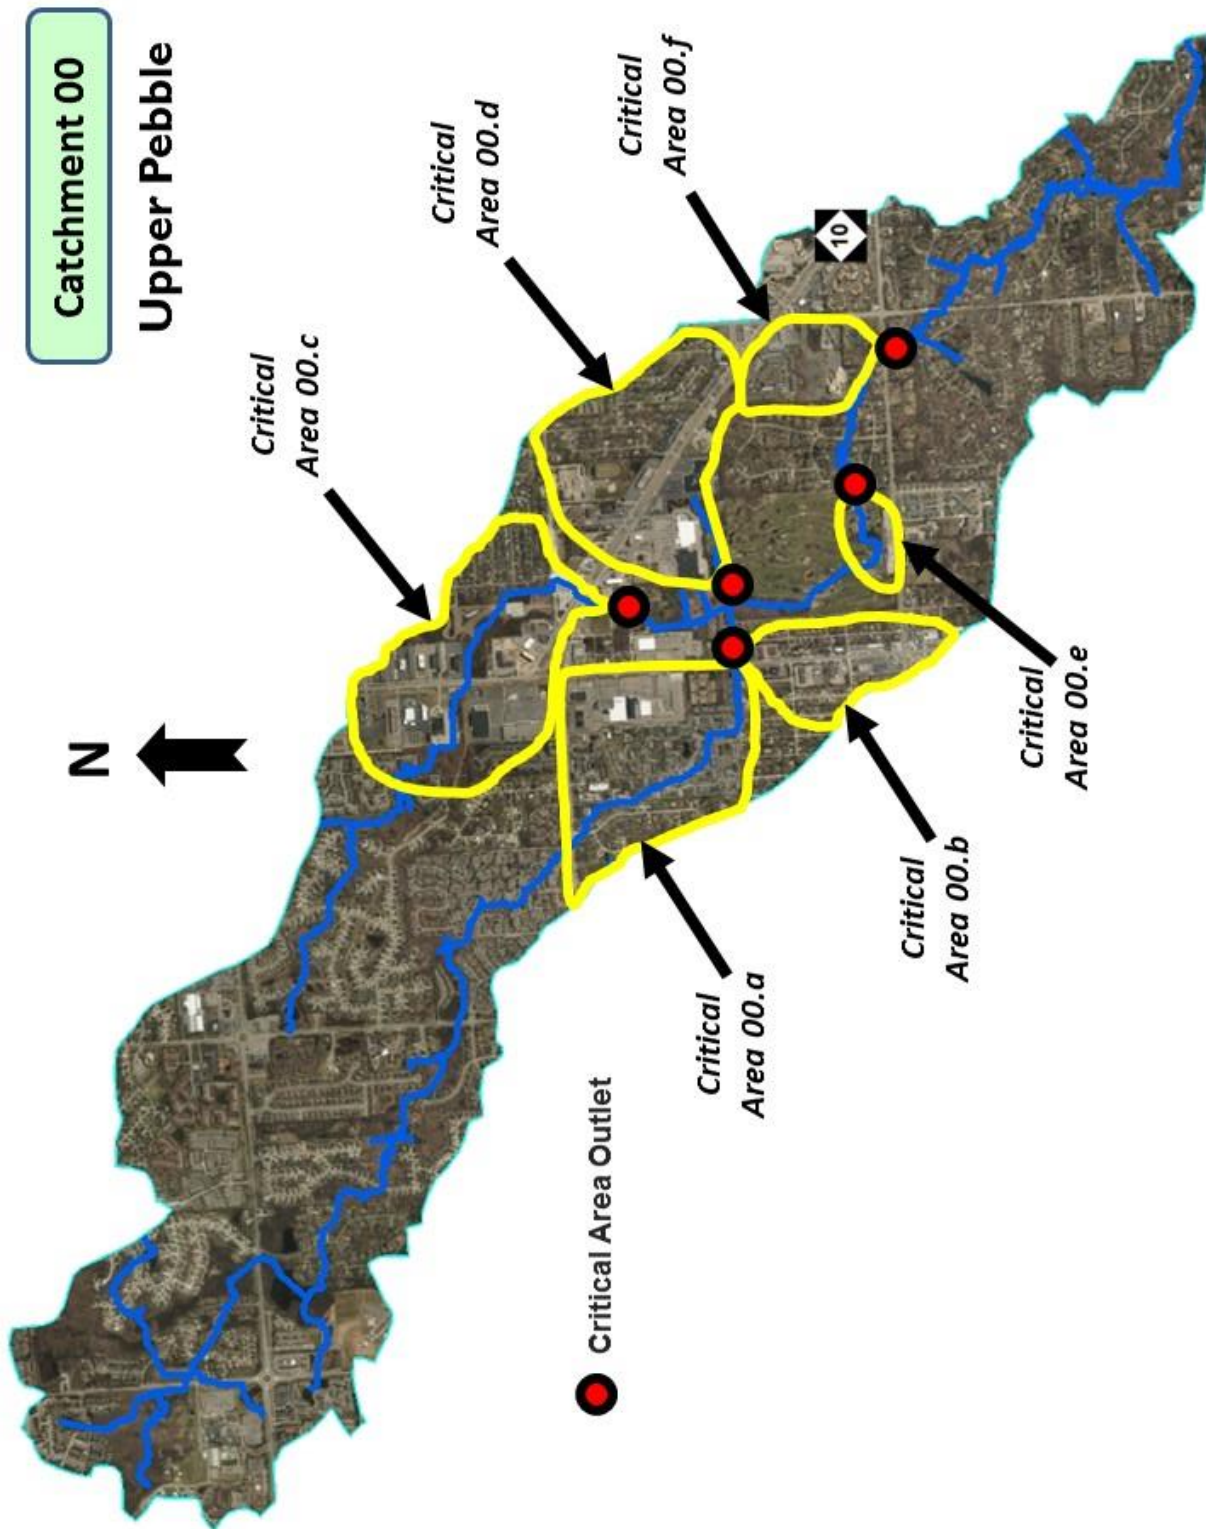 Catchment 00
Upper Pebble
N
Critical
Area 00.c
Critical
Area 00.d
Critical
Area 00.f
10
Critical
Area 00.a
Critical
Area 00.b
Critical
Area 00.e
Critical Area Outlet